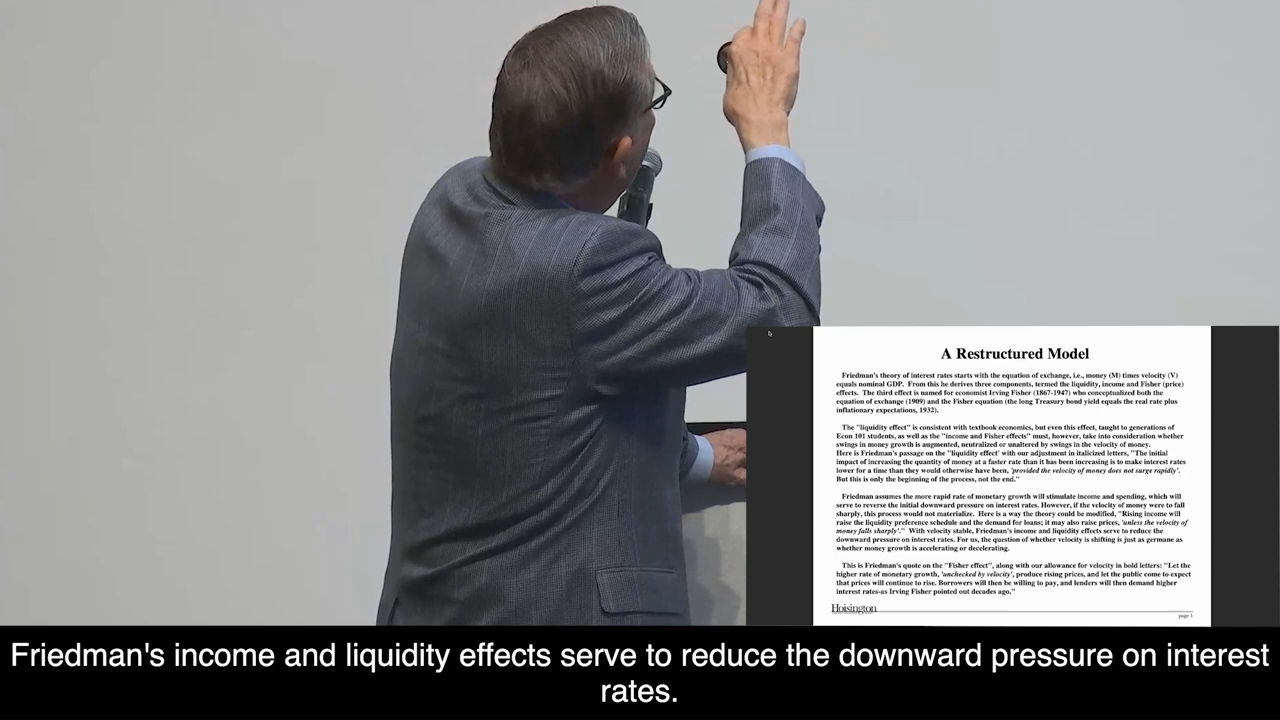 A Restructured Model
Friedman's theory of interest rates starts with the equation of exchange, i.e., money (M) times velocity (V)
equals nominal GDP. From this he derives three components, termed the liquidity, income and Fisher (price)
effects. The third effect is named for economist Irving Fisher (1867-1947) who conceptualized both the
equation of exchange (1909) and the Fisher equation (the long Treasury bond yield equals the real rate plus
inflationary expectations, 1932).
The "liquidity effect" is consistent with textbook economics, but even this effect, taught to generations of
Econ 101 students, as well as the "income and Fisher effects" must, however, take into consideration whether
swings in money growth is augmented, neutralized or unaltered by swings in the velocity of money.
Here is Friedman's passage on the "liquidity effect' with our adjustment in italicized letters, "The initial
impact of increasing the quantity of money at a faster rate than it has been increasing is to make interest rates
lower for a time than they would otherwise have been, 'provided the velocity of money does not surge rapidly'.
But this is only the beginning of the process, not the end."
Friedman assumes the more rapid rate of monetary growth will stimulate income and spending, which will
serve to reverse the initial downward pressure on interest rates. However, if the velocity of money were to fall
sharply, this process would not materialize. Here is a way the theory could be modified, "Rising income will
raise the liquidity preference schedule and the demand for loans; it may also raise prices, 'unless the velocity of
money falls sharply'." With velocity stable, Friedman's income and liquidity effects serve to reduce the
downward pressure on interest rates. For us, the question of whether velocity is shifting is just as germane as
whether money growth is accelerating or decelerating.
This is Friedman's quote on the "Fisher effect", along with our allowance for velocity in bold letters: "Let the
higher rate of monetary growth, 'unchecked by velocity', produce rising prices, and let the public come to expect
that prices will continue to rise. Borrowers will then be willing to pay, and lenders will then demand higher
interest rates-as Irving Fisher pointed out decades ago."
Hoisington
page 1
Friedman's income and liquidity effects serve to reduce the downward pressure on interest
rates.